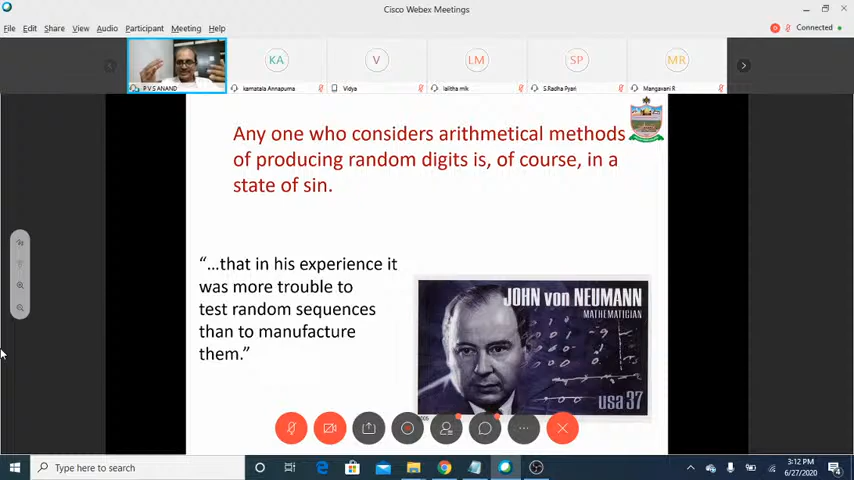 Cisco Webex Meetings
File Edit Share View Audio Participant Meeting Help
Connected
KA
V
LM
SP
MR
P V S ANAND
kamatala Annapurna
Vidya
lalitha mlk
S.Radha Pyari
Mangavani R
Any one who considers arithmetical methods
of producing random digits is, of course, in a
state of sin.
“...that in his experience it
was more trouble to
test random sequences
than to manufacture
them.”
JOHN von NEUMANN
MATHEMATICIAN
usa 37
Type here to search
3:12 PM
6/27/2020